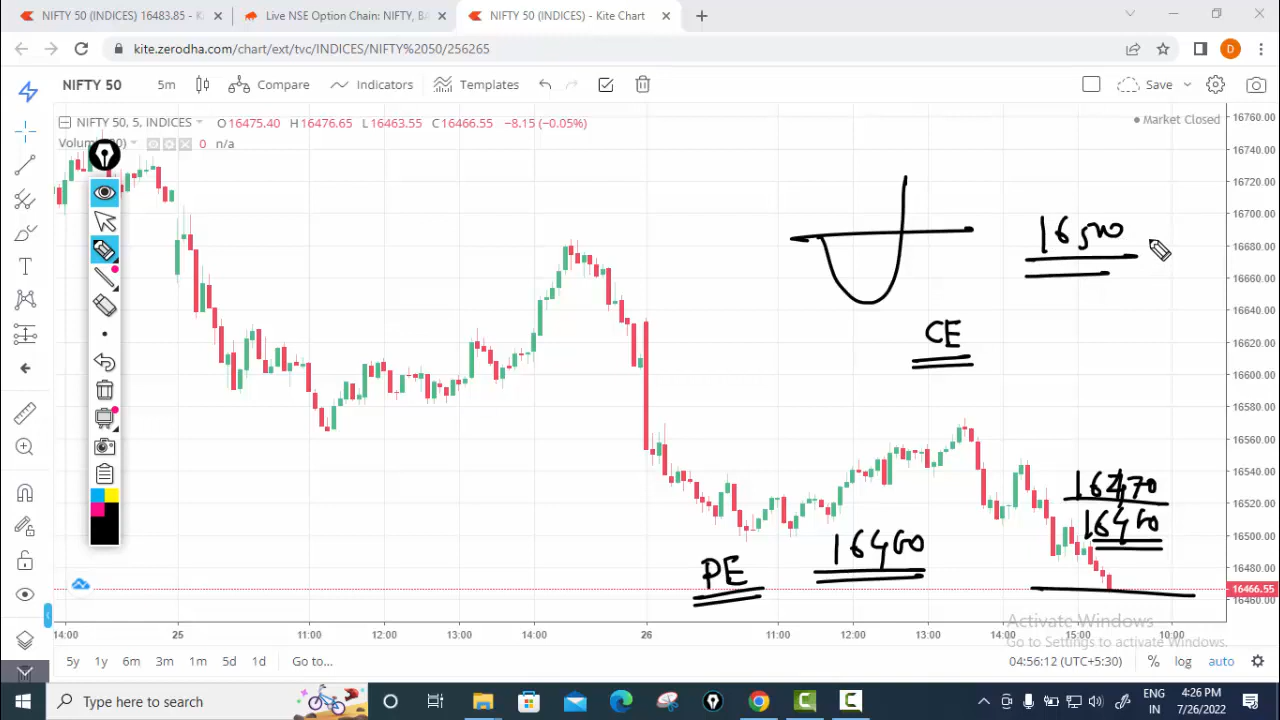 NIFTY 50 (INDICES) 16483.85 - K
Live NSE Option Chain: NIFTY, BA
NIFTY 50 (INDICES) - Kite Chart
kite.zerodha.com/chart/ext/tvc/INDICES/NIFTY%2050/256265
D
NIFTY 50
5m
Compare
Indicators
Templates
Save
NIFTY 50, 5, INDICES
O16475.40 H16476.65 L16463.55 C16466.55 −8.15 (−0.05%)
Market Closed
0 n/a
16760.00
16740.00
16720.00
16700.00
16680.00
16660.00
16640.00
16620.00
16600.00
16580.00
16560.00
16540.00
16520.00
16500.00
16480.00
16466.55
16460.00
16500
CE
16470
16460
16460
PE
14:00 25 11:00 12:00 13:00 14:00 26 11:00 12:00 13:00 14:00 15:00 10:00
Activate Windows
Go to Settings to activate Windows.
5y 1y 6m 3m 1m 5d 1d Go to...
04:56:12 (UTC+5:30) % log auto
Type here to search
ENG
IN
4:26 PM
7/26/2022